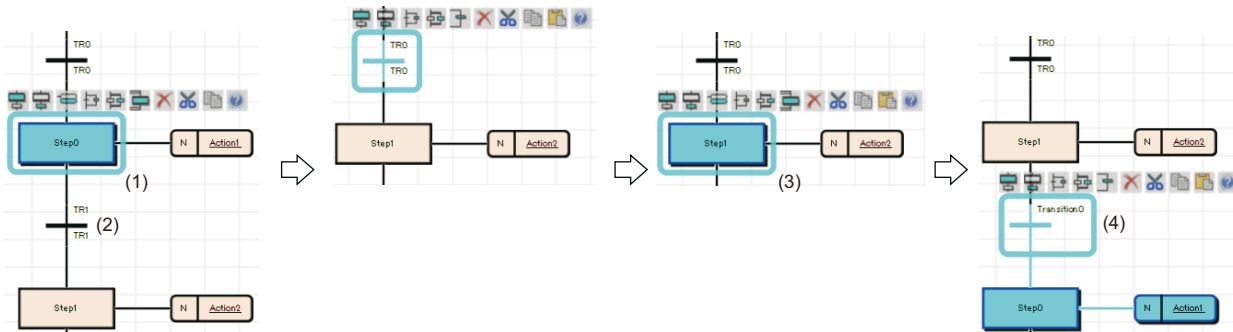 TR0
TR0
Step0
N Action1
(1)
TR1
(2)
TR1
Step1
N Action2
TR0
TR0
Step1
N Action2
TR0
TR0
Step1
N Action2
(3)
TR0
TR0
Step1
N Action2
Transition0
(4)
Step0
N Action1